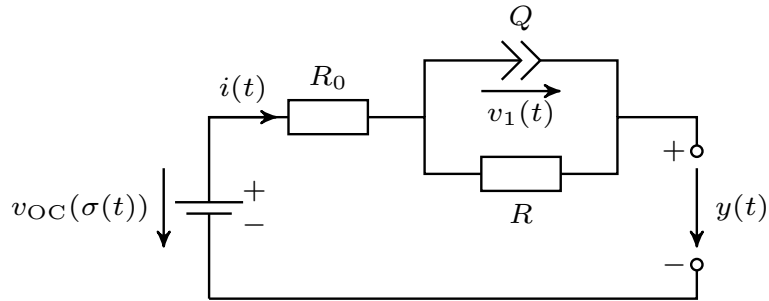 Q
i(t)
R₀
v₁(t)
+
v_OC(σ(t))
+
−
R
y(t)
−